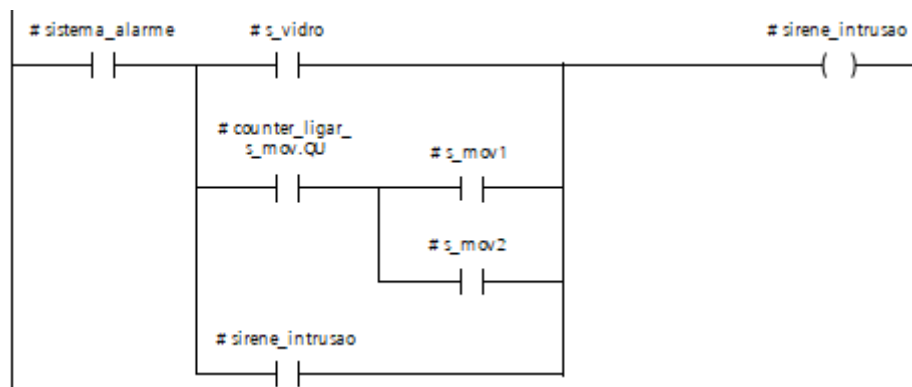 # sistema_alarme
# s_vidro
# sirene_intrusao
# counter_ligar_
s_mov.QU
# s_mov1
# s_mov2
# sirene_intrusao